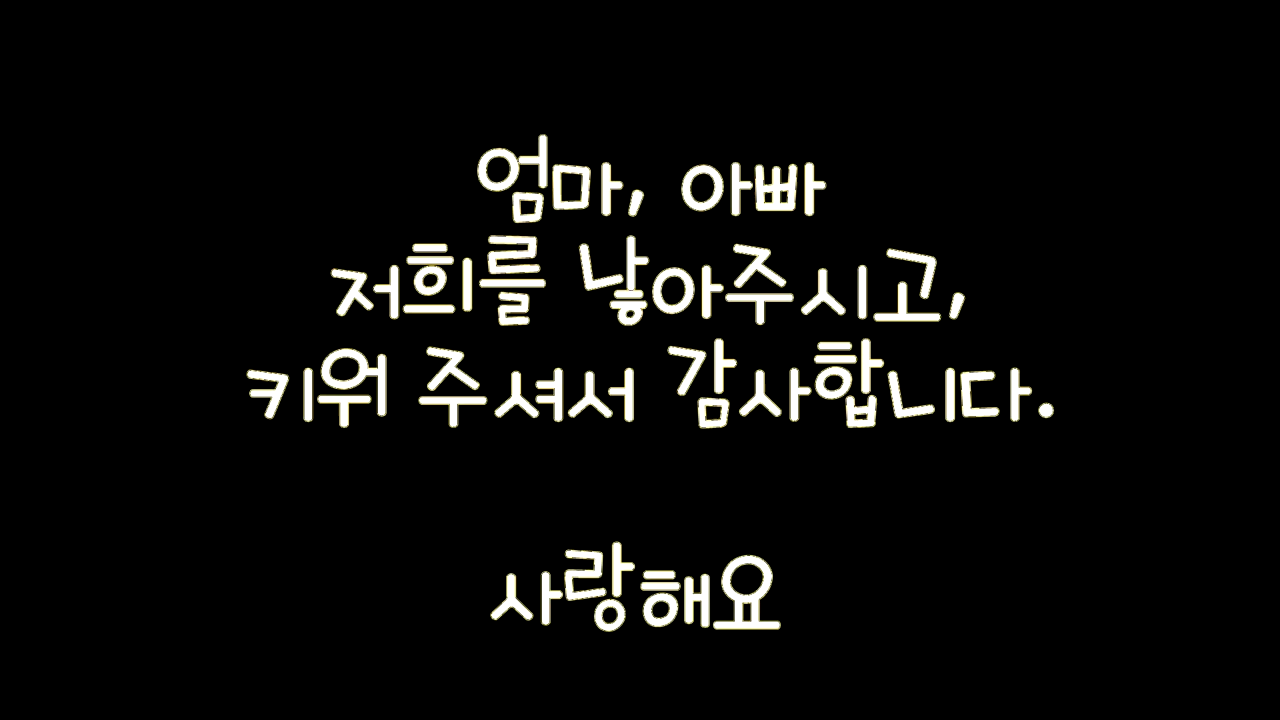 엄마, 아빠
저희를 낳아주시고,
키워 주셔서 감사합니다.
사랑해요